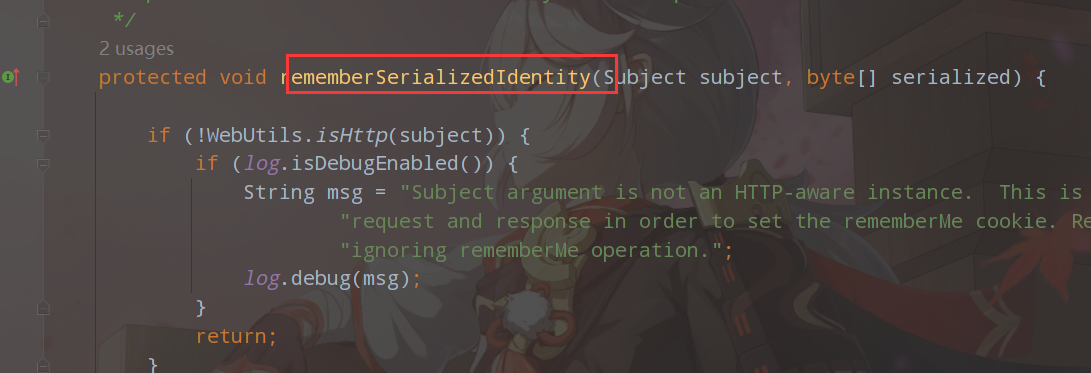 */
2 usages
protected void rememberSerializedIdentity(Subject subject, byte[] serialized) {
if (!WebUtils.isHttp(subject)) {
if (log.isDebugEnabled()) {
String msg = "Subject argument is not an HTTP-aware instance.  This is
"request and response in order to set the rememberMe cookie. Re
"ignoring rememberMe operation.";
log.debug(msg);
}
return;
}